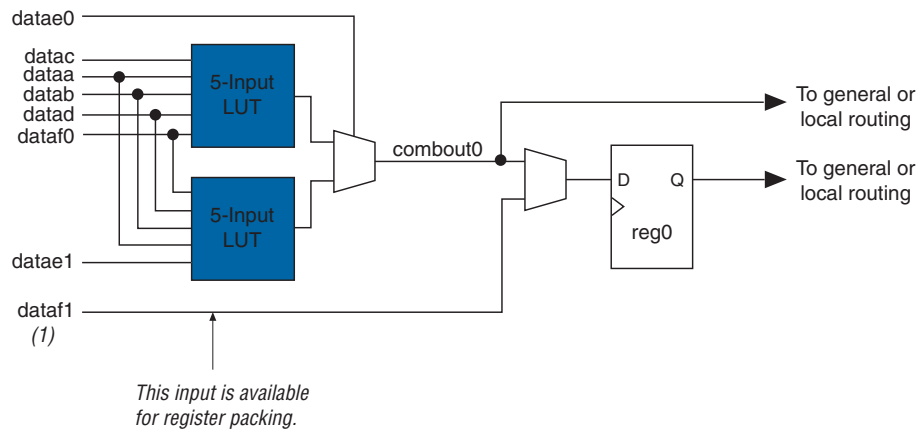 datae0
datac
dataa
datab
datad
dataf0
5-Input
LUT
combout0
To general or
local routing
D
Q
reg0
To general or
local routing
5-Input
LUT
datae1
dataf1
(1)
This input is available
for register packing.